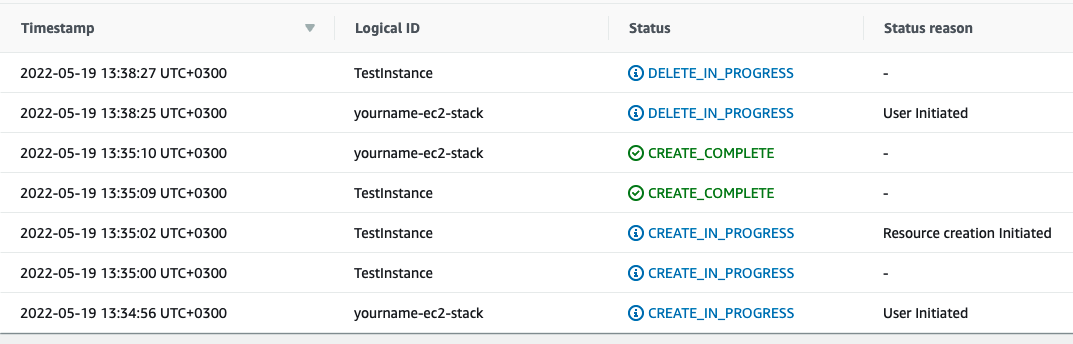 Timestamp Logical ID Status Status reason
2022-05-19 13:38:27 UTC+0300 TestInstance DELETE_IN_PROGRESS -
2022-05-19 13:38:25 UTC+0300 yourname-ec2-stack DELETE_IN_PROGRESS User Initiated
2022-05-19 13:35:10 UTC+0300 yourname-ec2-stack CREATE_COMPLETE -
2022-05-19 13:35:09 UTC+0300 TestInstance CREATE_COMPLETE -
2022-05-19 13:35:02 UTC+0300 TestInstance CREATE_IN_PROGRESS Resource creation Initiated
2022-05-19 13:35:00 UTC+0300 TestInstance CREATE_IN_PROGRESS -
2022-05-19 13:34:56 UTC+0300 yourname-ec2-stack CREATE_IN_PROGRESS User Initiated